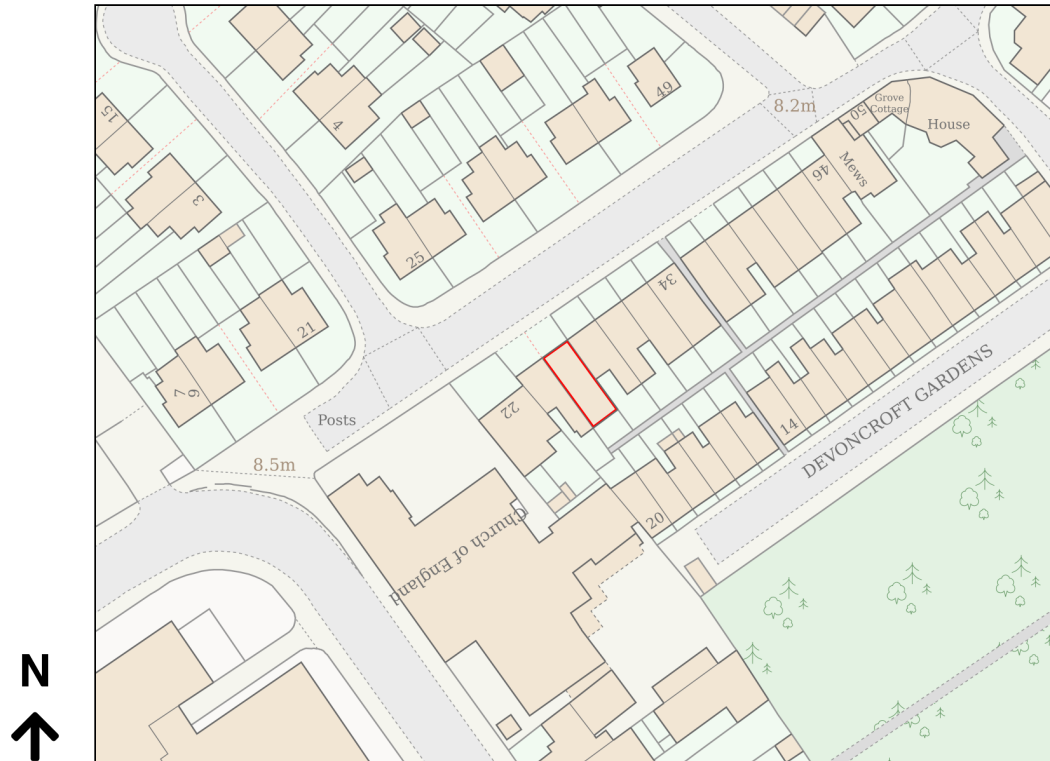 49
8.2m
50
Grove
Cottage
House
15
4
Mews
46
3
25
34
21
7
9
22
Posts
14
DEVONCROFT GARDENS
8.5m
20
Church of England
N